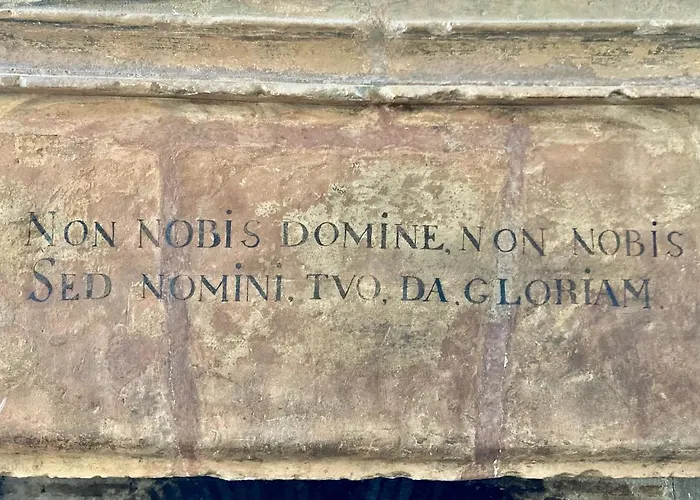 NON NOBiS DOMiNE, NON NOBiS
SED NOMiNi. TVO. DA. GLORiAM.